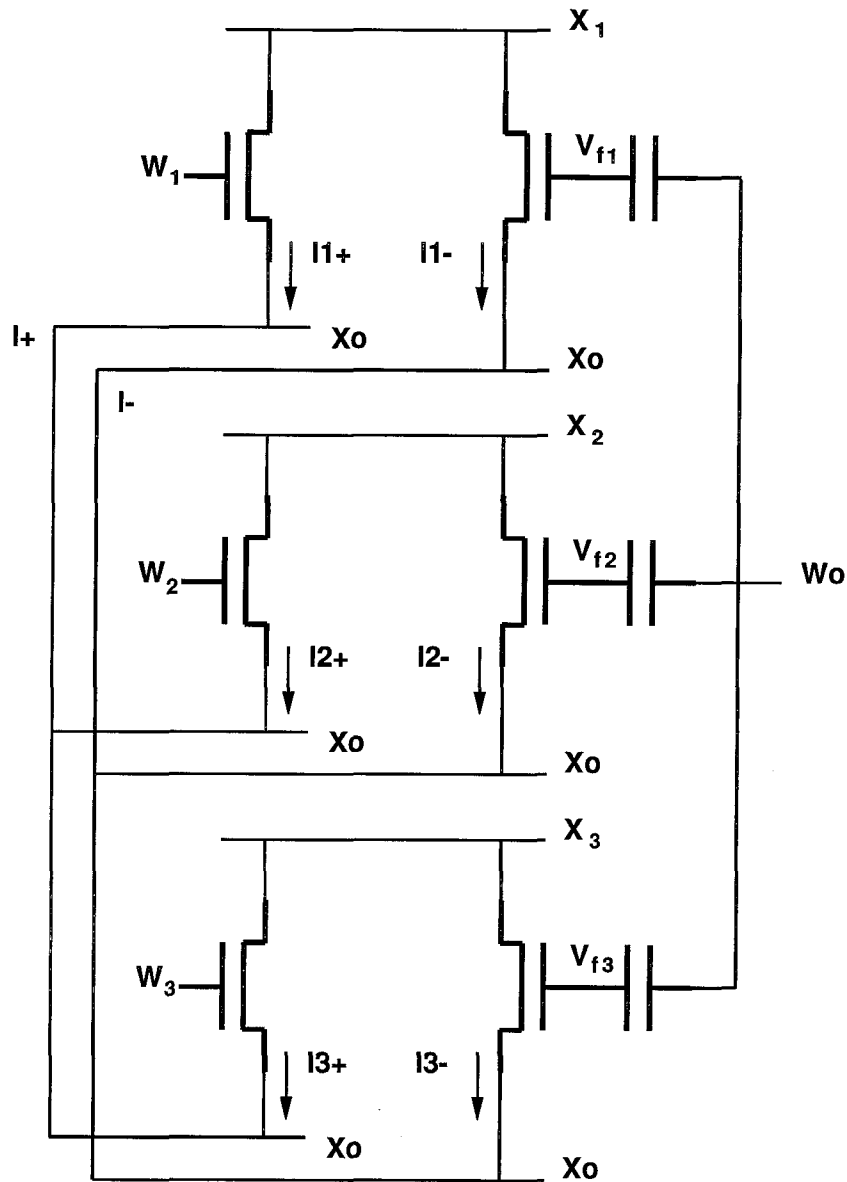 X1
W1
Vf1
I1+
I1-
I+
Xo
Xo
I-
X2
W2
Vf2
Wo
I2+
I2-
Xo
Xo
X3
W3
Vf3
I3+
I3-
Xo
Xo